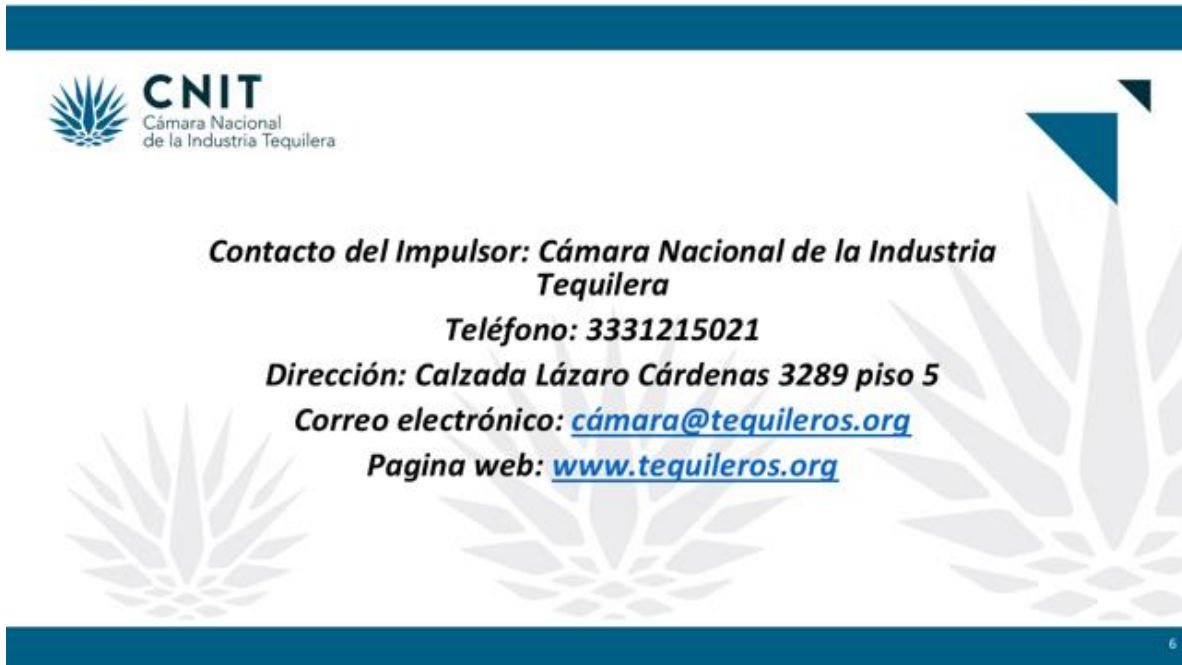 CNIT
Cámara Nacional
de la Industria Tequilera
Contacto del Impulsor: Cámara Nacional de la Industria
Tequilera
Teléfono: 3331215021
Dirección: Calzada Lázaro Cárdenas 3289 piso 5
Correo electrónico: cámara@tequileros.org
Pagina web: www.tequileros.org
6